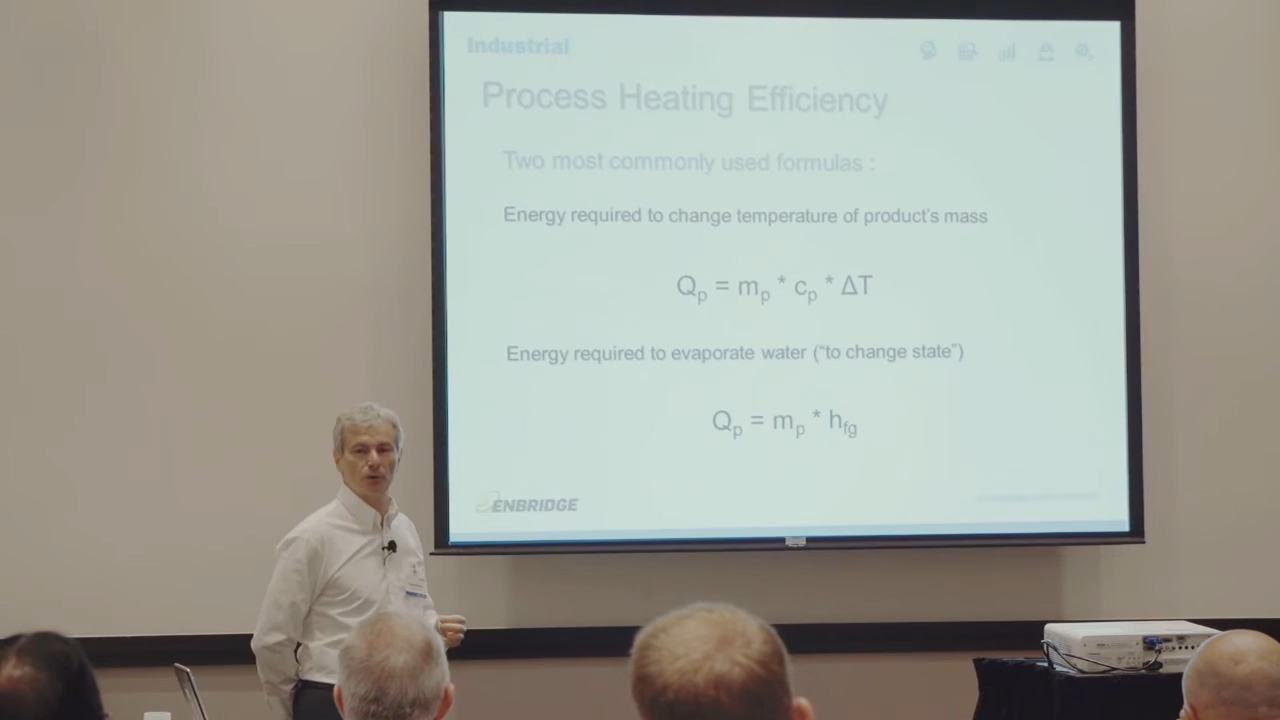 Industrial
Process Heating Efficiency
Two most commonly used formulas :
Energy required to change temperature of product's mass
Qₚ = mₚ * cₚ * ΔT
Energy required to evaporate water (“to change state”)
Qₚ = mₚ * h_fg
ENBRIDGE